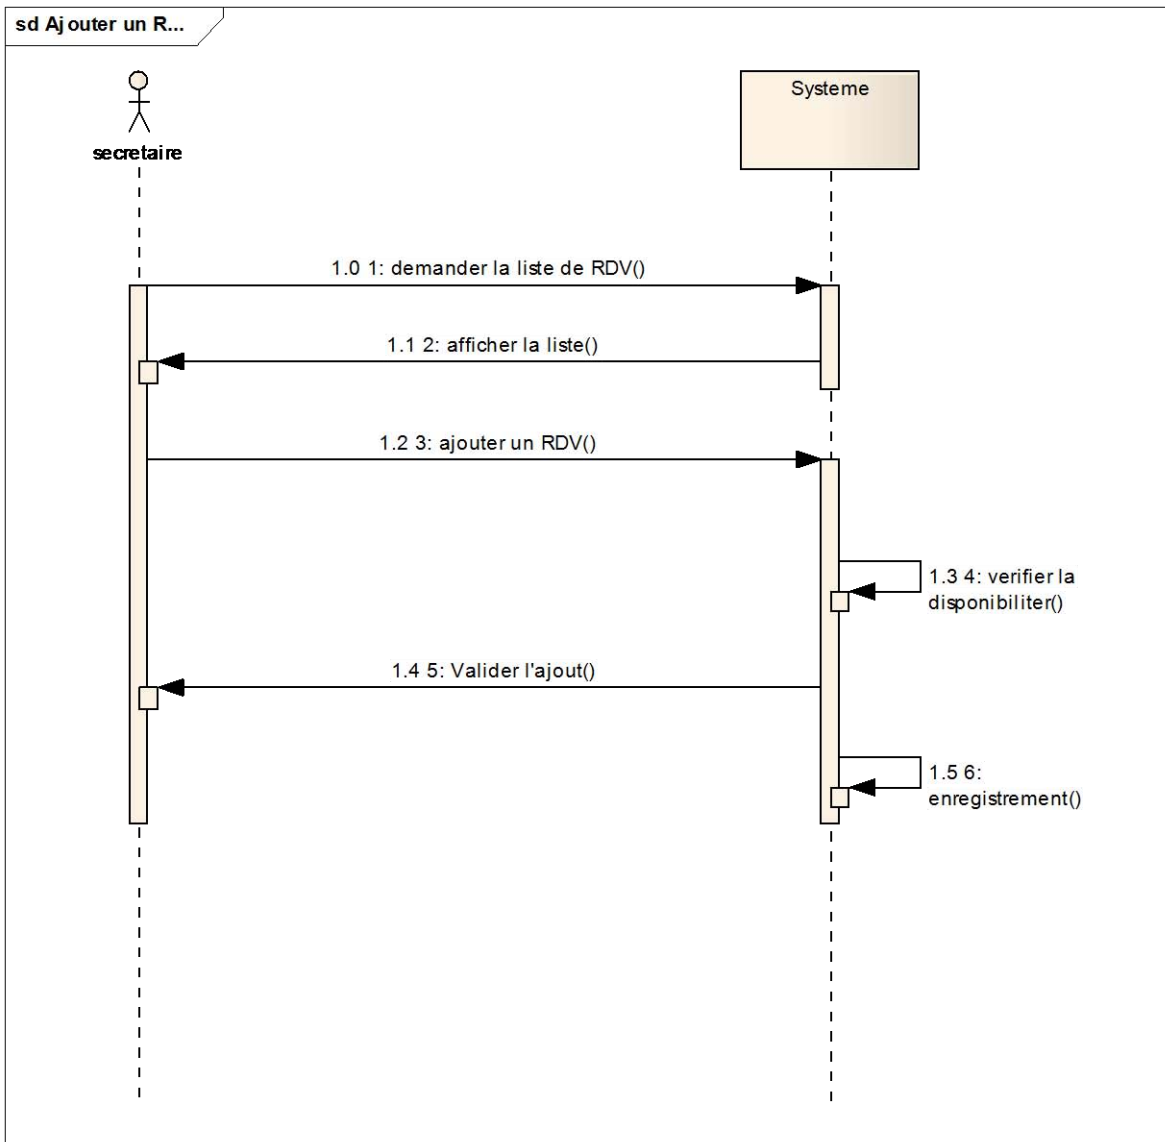 sd Ajouter un R...
Systeme
secretaire
1.0 1: demander la liste de RDV()
1.1 2: afficher la liste()
1.2 3: ajouter un RDV()
1.3 4: verifier la
disponibiliter()
1.4 5: Valider l'ajout()
1.5 6:
enregistrement()